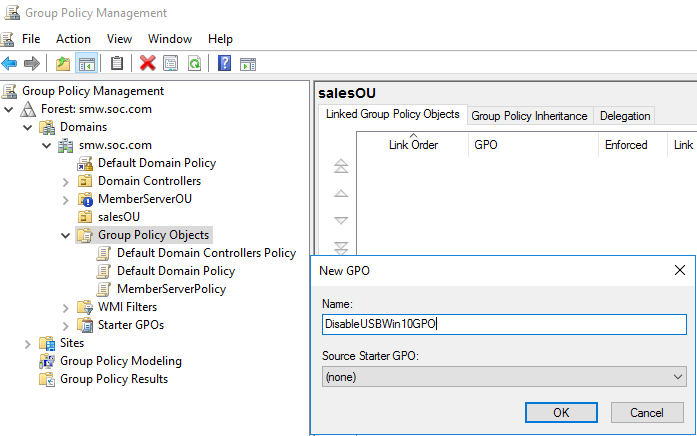 Group Policy Management
File Action View Window Help
Group Policy Management
Forest: smw.soc.com
Domains
smw.soc.com
Default Domain Policy
Domain Controllers
MemberServerOU
salesOU
Group Policy Objects
Default Domain Controllers Policy
Default Domain Policy
MemberServerPolicy
WMI Filters
Starter GPOs
Sites
Group Policy Modeling
Group Policy Results
salesOU
Linked Group Policy Objects Group Policy Inheritance Delegation
Link Order GPO Enforced Link
New GPO
Name:
DisableUSBWin10GPO
Source Starter GPO:
(none)
OK Cancel